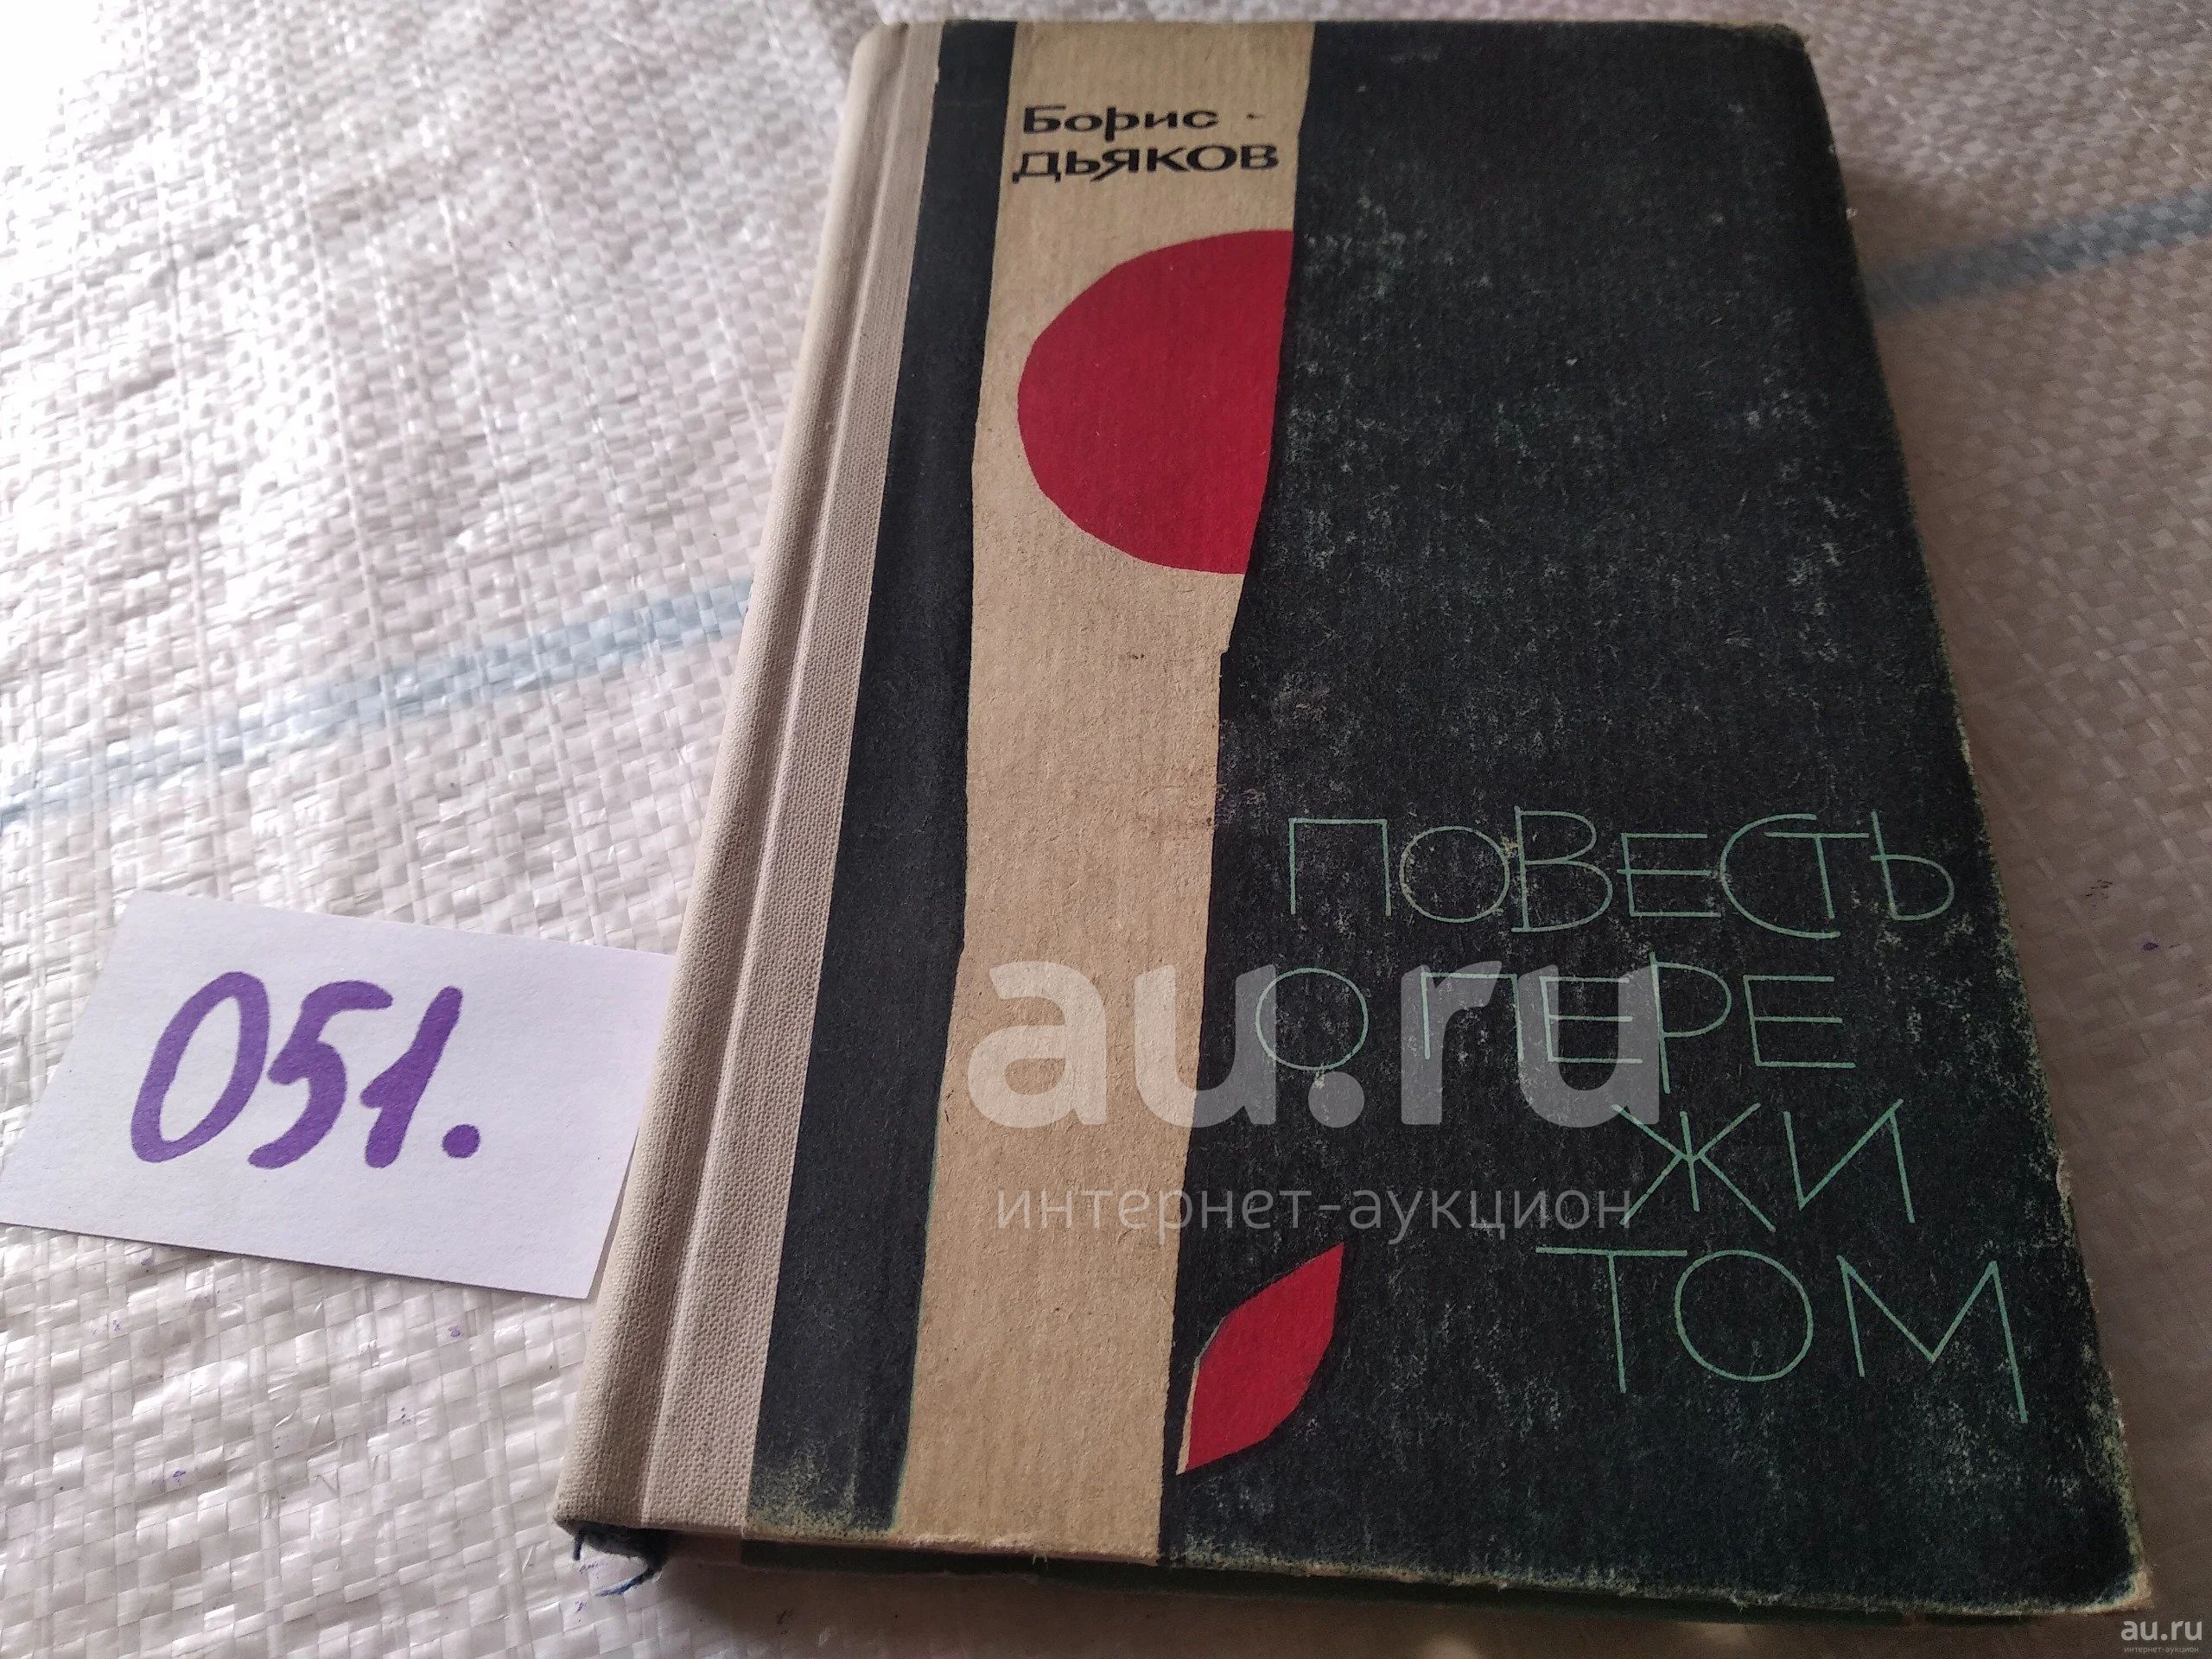 Борис
Дьяков
ПОВЕСТЬ
О ПЕРЕ
ЖИ
ТОМ
051.
au.ru
интернет-аукцион
au.ru
интернет-аукцион